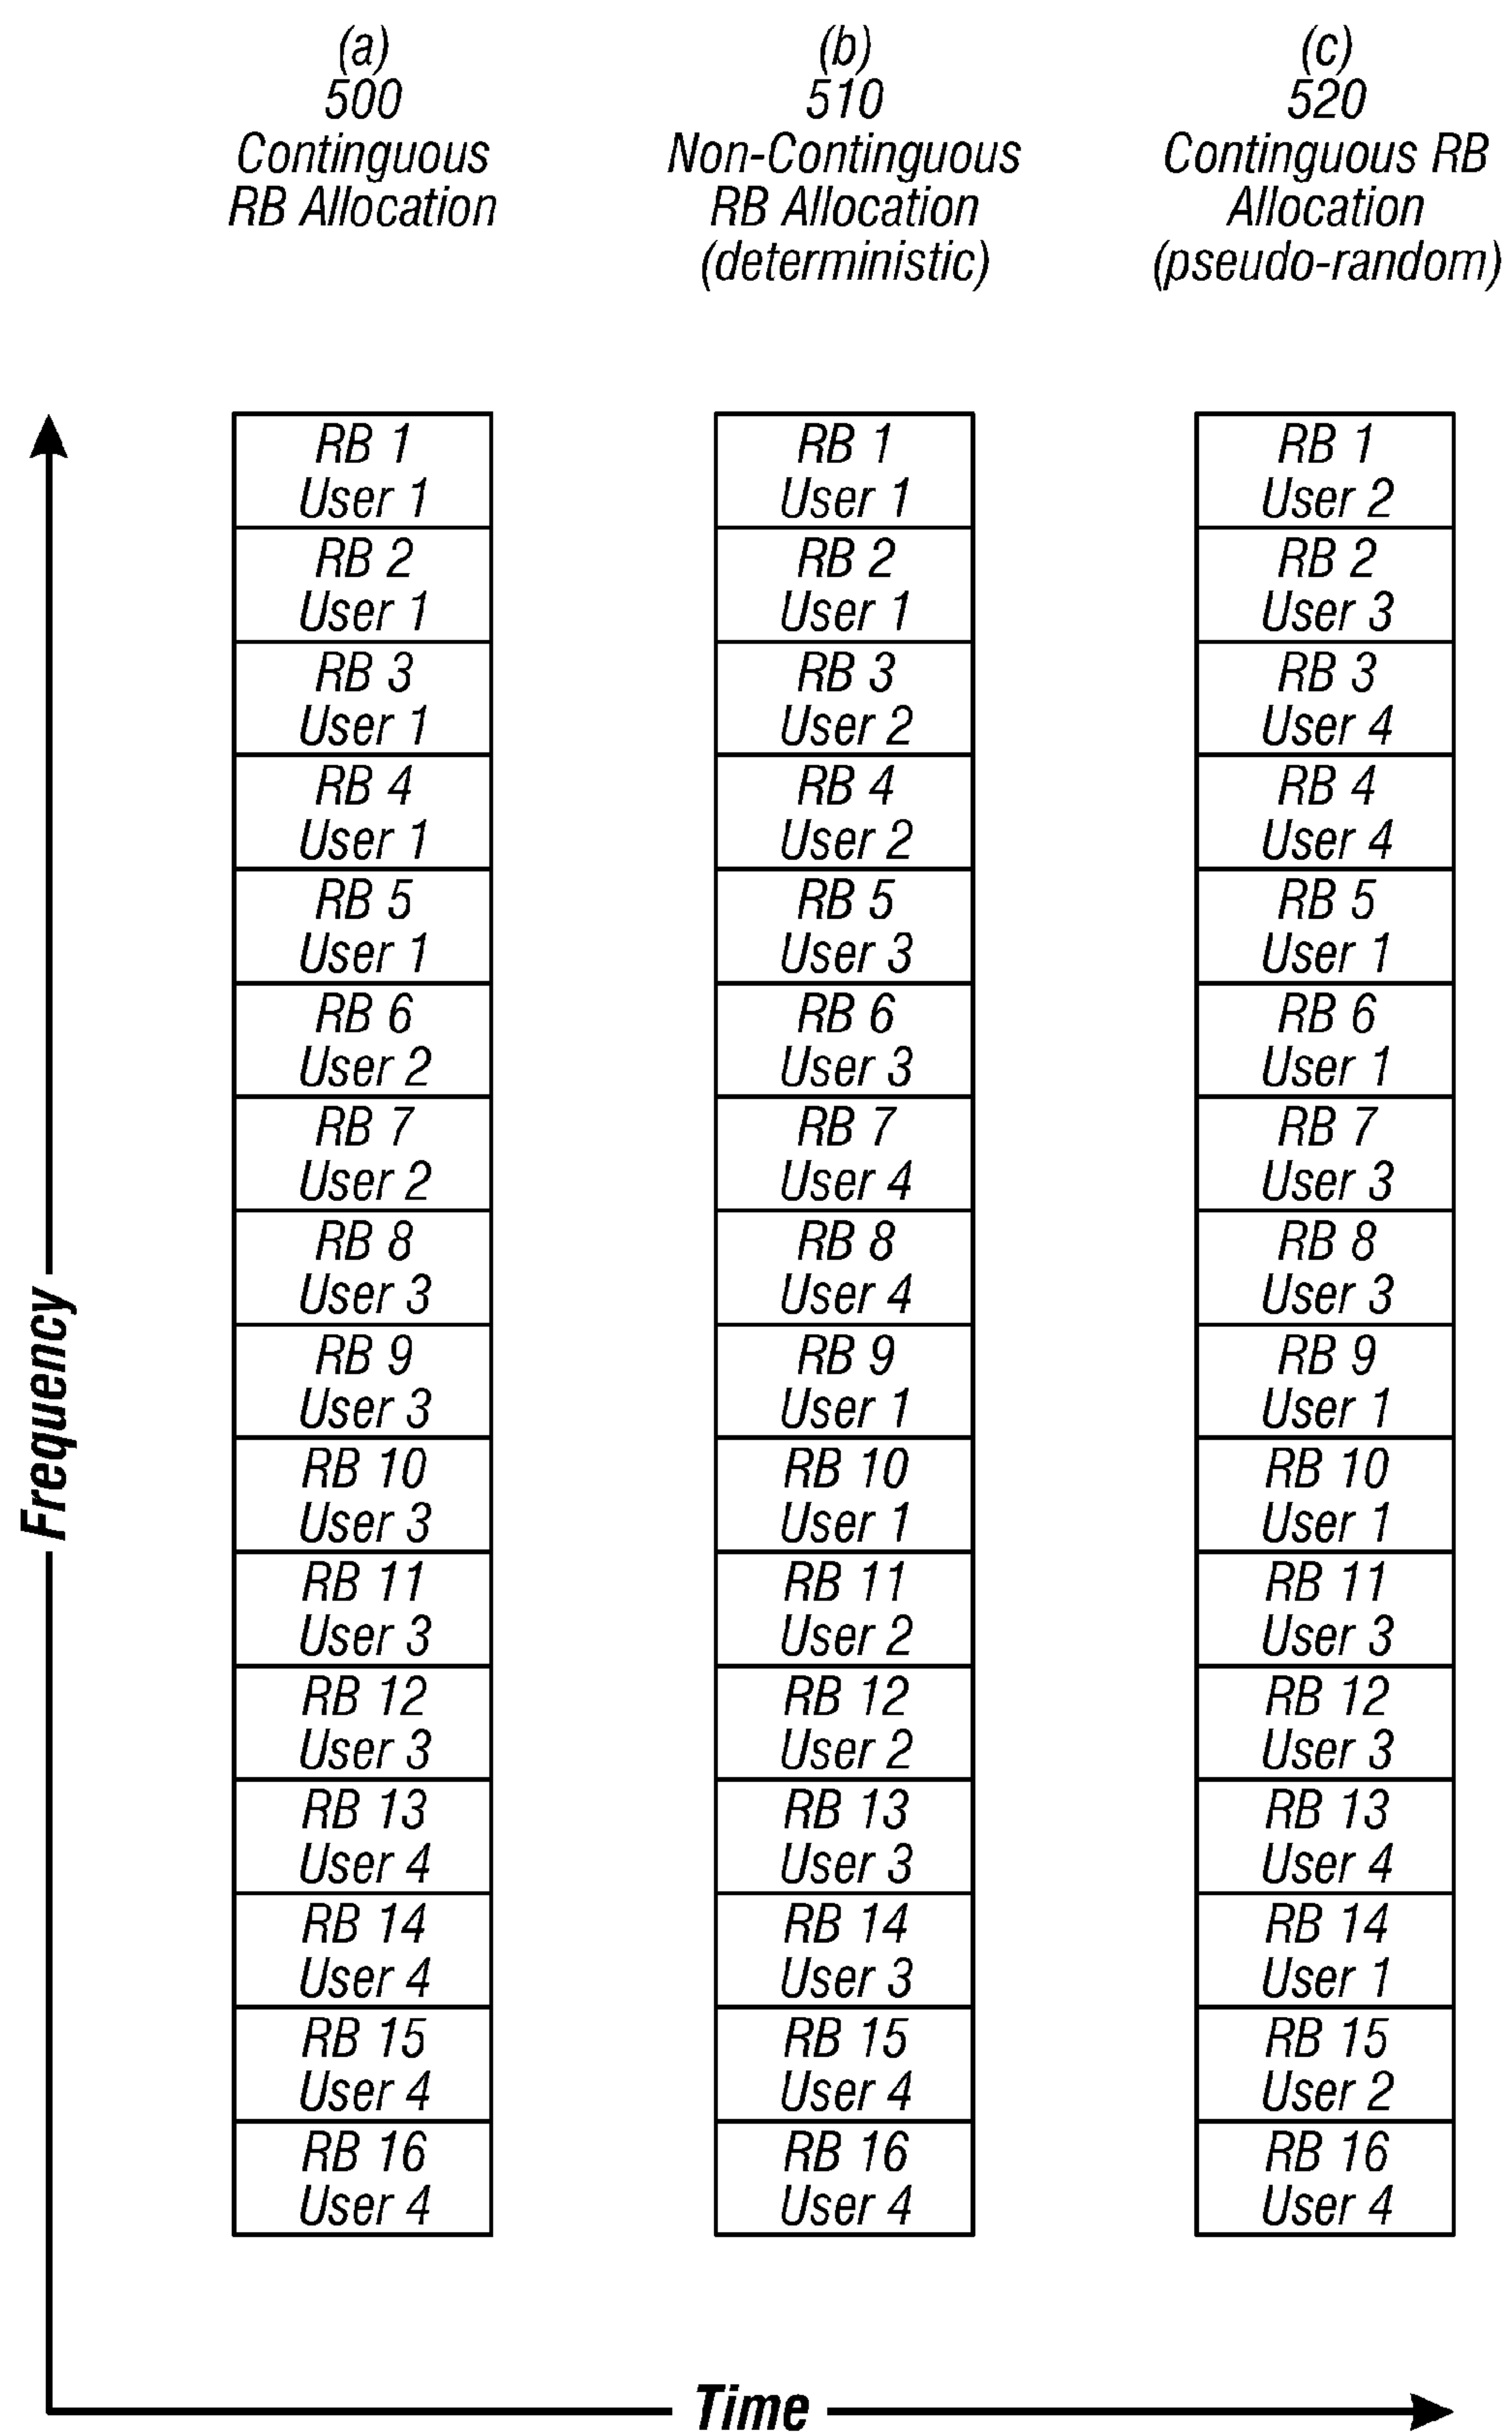 (a)
500
Continguous
RB Allocation
(b)
510
Non-Continguous
RB Allocation
(deterministic)
(c)
520
Continguous RB
Allocation
(pseudo-random)
RB 1
User 1
RB 2
User 1
RB 3
User 1
RB 4
User 1
RB 5
User 1
RB 6
User 2
RB 7
User 2
RB 8
User 3
RB 9
User 3
RB 10
User 3
RB 11
User 3
RB 12
User 3
RB 13
User 4
RB 14
User 4
RB 15
User 4
RB 16
User 4
RB 1
User 1
RB 2
User 1
RB 3
User 2
RB 4
User 2
RB 5
User 3
RB 6
User 3
RB 7
User 4
RB 8
User 4
RB 9
User 1
RB 10
User 1
RB 11
User 2
RB 12
User 2
RB 13
User 3
RB 14
User 3
RB 15
User 4
RB 16
User 4
RB 1
User 2
RB 2
User 3
RB 3
User 4
RB 4
User 4
RB 5
User 1
RB 6
User 1
RB 7
User 3
RB 8
User 3
RB 9
User 1
RB 10
User 1
RB 11
User 3
RB 12
User 3
RB 13
User 4
RB 14
User 1
RB 15
User 2
RB 16
User 4
Frequency
Time